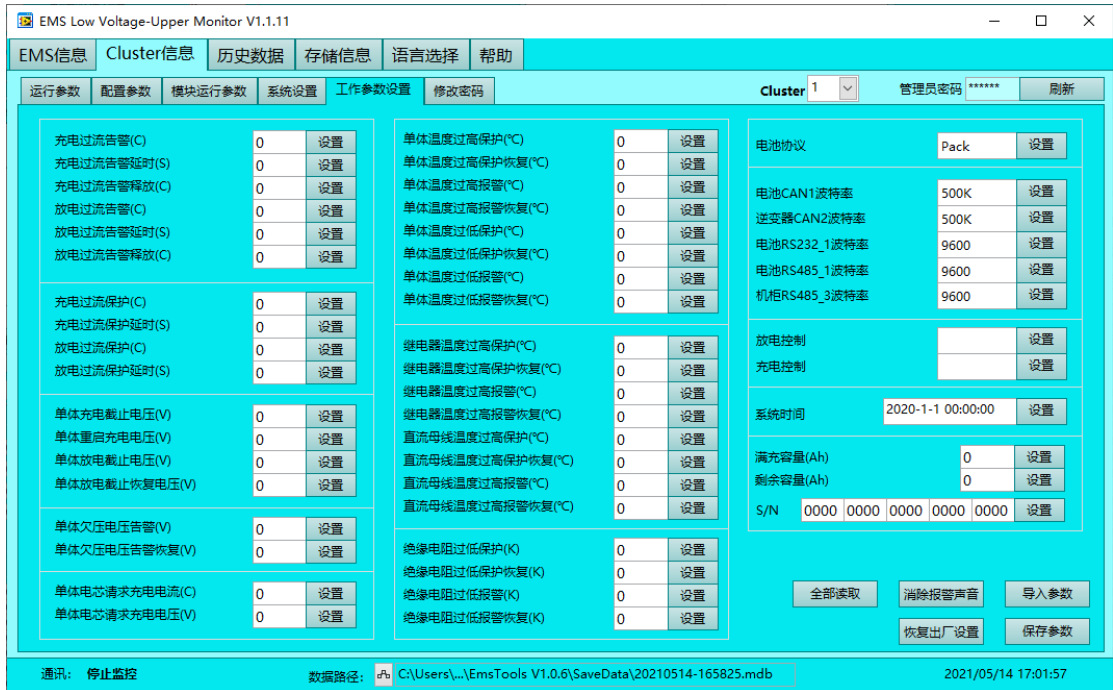 EMS Low Voltage-Upper Monitor V1.1.11
EMS信息 Cluster信息 历史数据 存储信息 语言选择 帮助
运行参数 配置参数 模块运行参数 系统设置 工作参数设置 修改密码 Cluster 1 管理员密码 ****** 刷新
充电过流告警(C) 0 设置
充电过流告警延时(S) 0 设置
充电过流告警释放(C) 0 设置
放电过流告警(C) 0 设置
放电过流告警延时(S) 0 设置
放电过流告警释放(C) 0 设置
充电过流保护(C) 0 设置
充电过流保护延时(S) 0 设置
放电过流保护(C) 0 设置
放电过流保护延时(S) 0 设置
单体充电截止电压(V) 0 设置
单体重启充电电压(V) 0 设置
单体放电截止电压(V) 0 设置
单体放电截止恢复电压(V) 0 设置
单体欠压电压告警(V) 0 设置
单体欠压电压告警恢复(V) 0 设置
单体电芯请求充电电流(C) 0 设置
单体电芯请求充电电压(V) 0 设置
单体温度过高保护(℃) 0 设置
单体温度过高保护恢复(℃) 0 设置
单体温度过高报警(℃) 0 设置
单体温度过高报警恢复(℃) 0 设置
单体温度过低保护(℃) 0 设置
单体温度过低保护恢复(℃) 0 设置
单体温度过低报警(℃) 0 设置
单体温度过低报警恢复(℃) 0 设置
继电器温度过高保护(℃) 0 设置
继电器温度过高保护恢复(℃) 0 设置
继电器温度过高报警(℃) 0 设置
继电器温度过高报警恢复(℃) 0 设置
直流母线温度过高保护(℃) 0 设置
直流母线温度过高保护恢复(℃) 0 设置
直流母线温度过高报警(℃) 0 设置
直流母线温度过高报警恢复(℃) 0 设置
绝缘电阻过低保护(K) 0 设置
绝缘电阻过低保护恢复(K) 0 设置
绝缘电阻过低报警(K) 0 设置
绝缘电阻过低报警恢复(K) 0 设置
电池协议 Pack 设置
电池CAN1波特率 500K 设置
逆变器CAN2波特率 500K 设置
电池RS232_1波特率 9600 设置
电池RS485_1波特率 9600 设置
机柜RS485_3波特率 9600 设置
放电控制 设置
充电控制 设置
系统时间 2020-1-1 00:00:00 设置
满充容量(Ah) 0 设置
剩余容量(Ah) 0 设置
S/N 0000 0000 0000 0000 0000 设置
全部读取 消除报警声音 导入参数
恢复出厂设置 保存参数
通讯: 停止监控 数据路径: C:\Users\...\EmsTools V1.0.6\SaveData\20210514-165825.mdb 2021/05/14 17:01:57